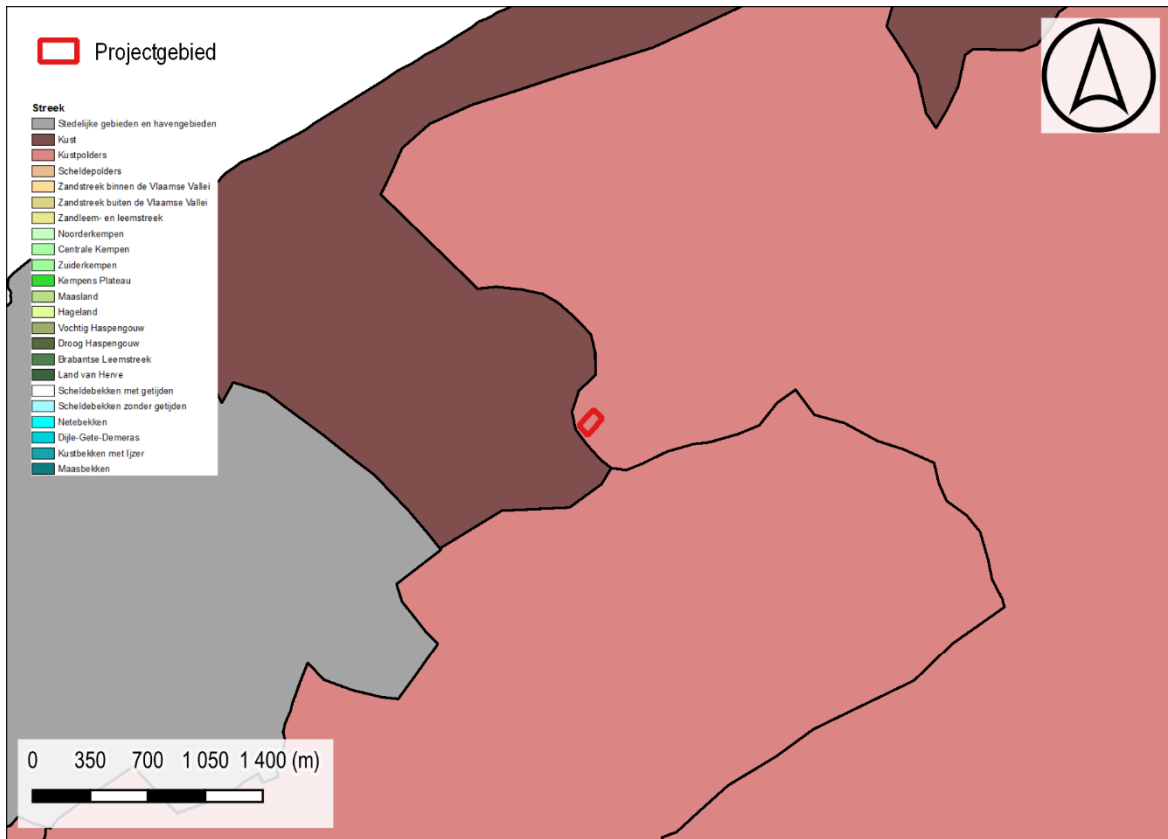 Projectgebied
Streek
Stedelijke gebieden en havengebieden
Kust
Kustpolders
Scheldepolders
Zandstreek binnen de Vlaamse Vallei
Zandstreek buiten de Vlaamse Vallei
Zandleem- en leemstreek
Noorderkempen
Centrale Kempen
Zuiderkempen
Kempens Plateau
Maasland
Hageland
Vochtig Haspengouw
Droog Haspengouw
Brabantse Leemstreek
Land van Herve
Scheldebekken met getijden
Scheldebekken zonder getijden
Netebekken
Dijle-Gete-Demeras
Kustbekken met Ijzer
Maasbekken
0 350 700 1 050 1 400 (m)